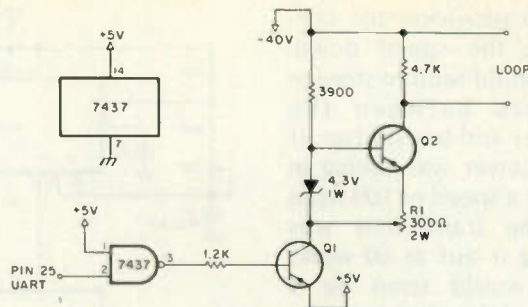 +5V
14
7437
7
-40V
3900
4.7K
LOOP
Q2
4.3V
1W
R1
300Ω
2W
+5V
1
2
7437
3
1.2K
Q1
+5V
PIN 25
UART